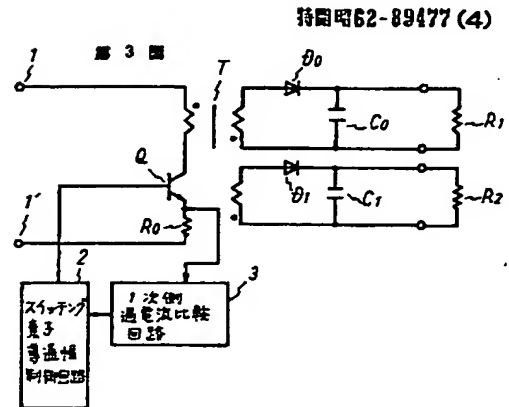 特開昭62-89477(4)
第3図
1
T
D0
C0
R1
Q
1'
R0
D1
C1
R2
2
3
スイッチング
素子
導通幅
制御回路
1次側
過電流比較
回路